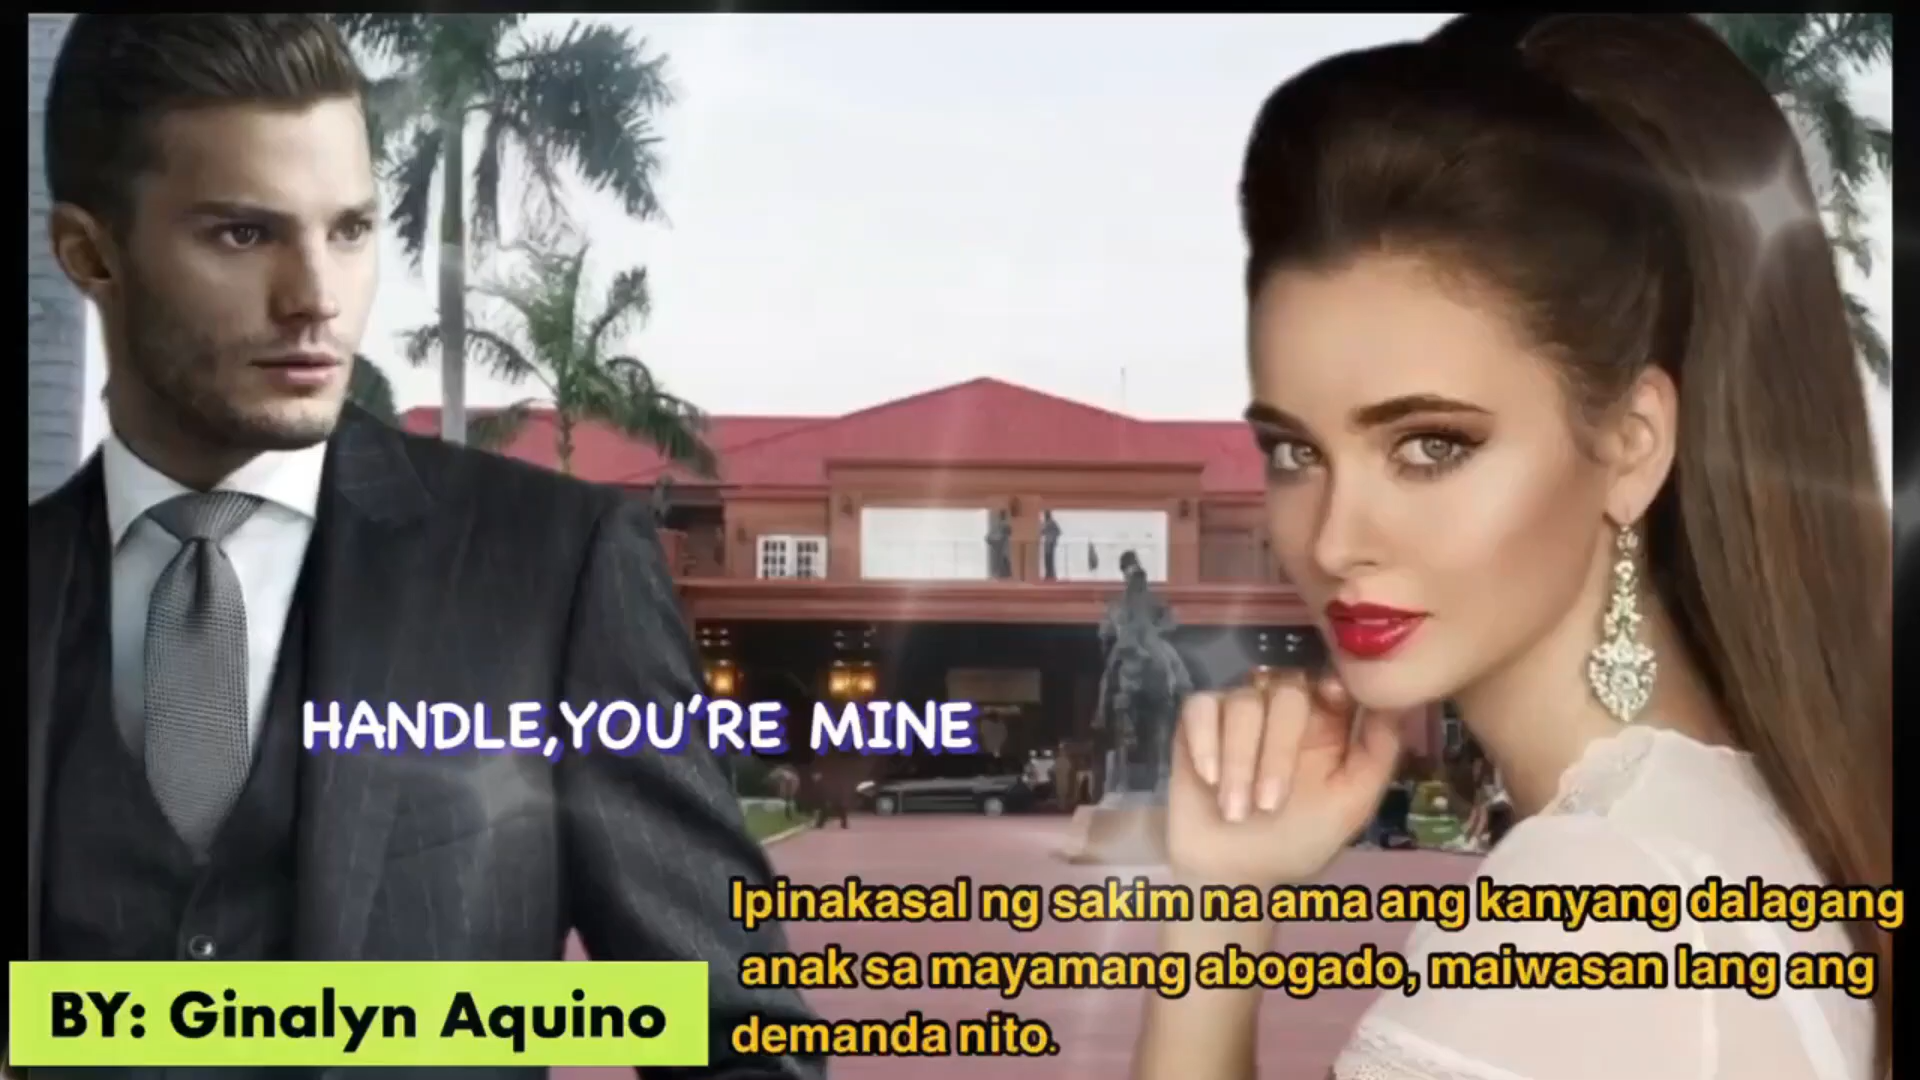 HANDLE,YOU'RE MINE
Ipinakasal ng sakim na ama ang kanyang dalagang
anak sa mayamang abogado, maiwasan lang ang
demanda nito.
BY: Ginalyn Aquino